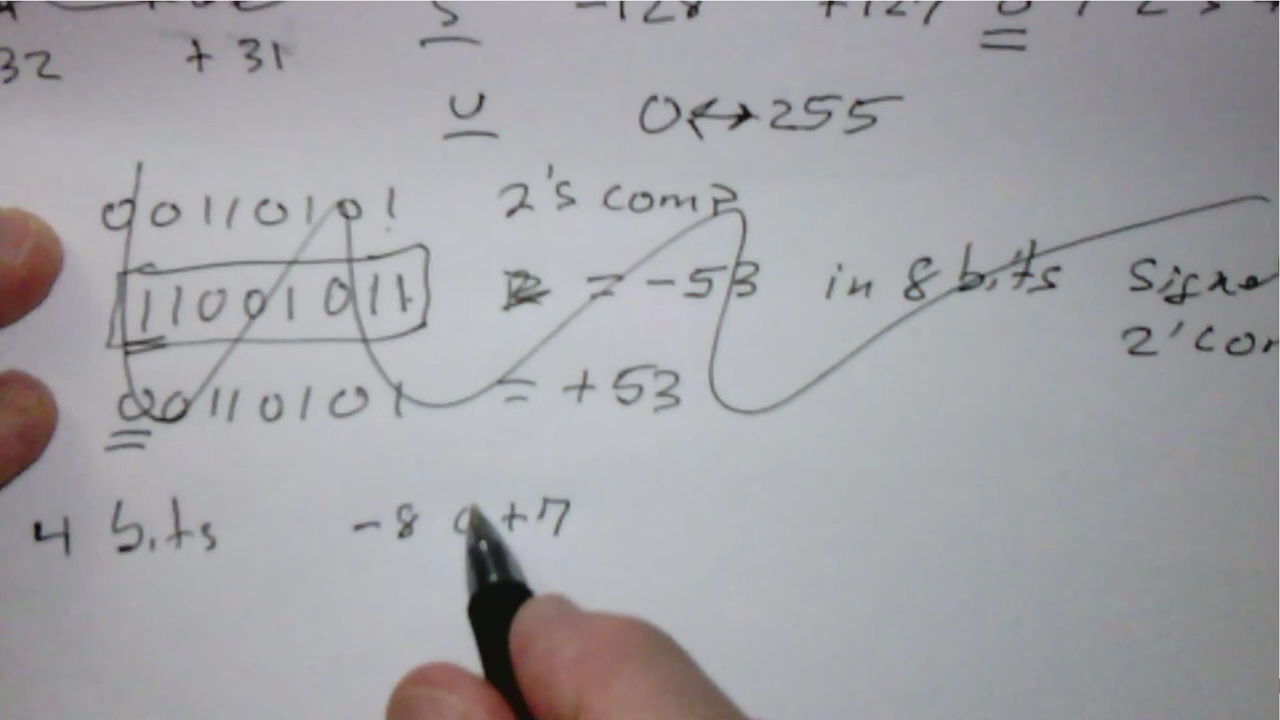 -128 +127
32 + 31
U 0↔255
00110101 2's comp
11001011 = -53 in 8 bits
2'
00110101 = +53
4 bits -8 +7